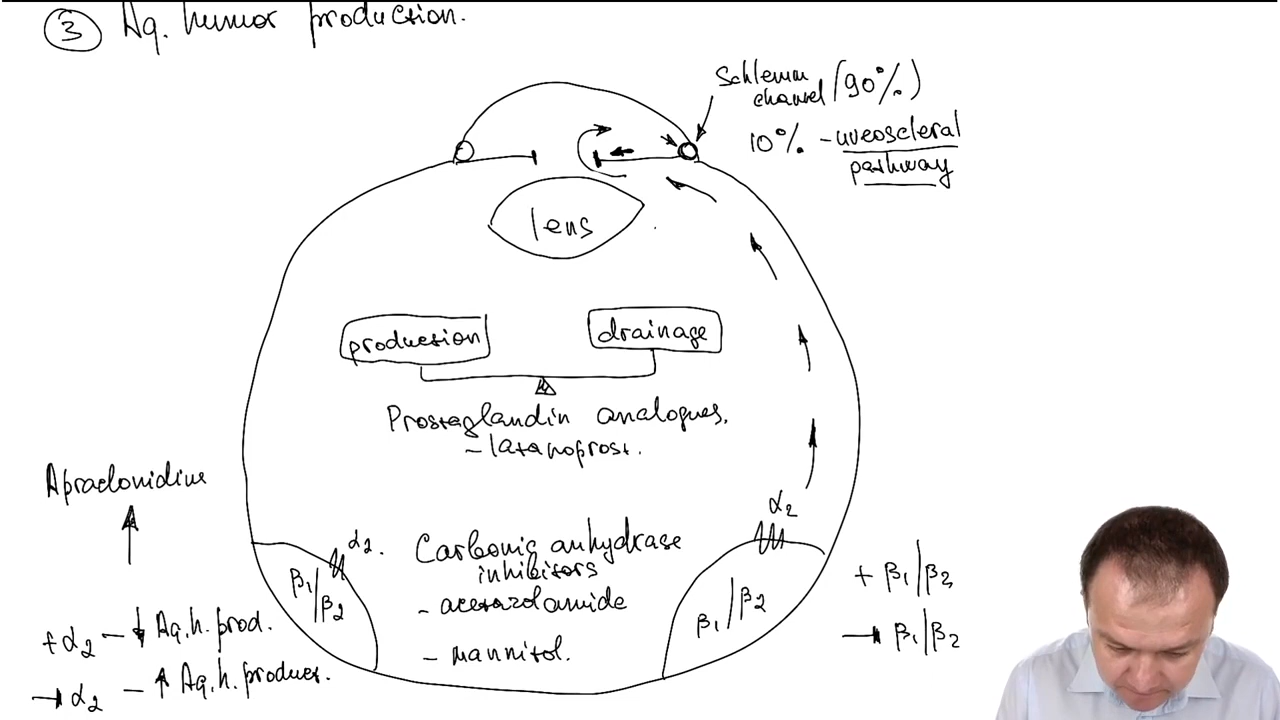 3 Aq. humor production.
Schlemm
channel (90%)
10% - uveoscleral
pathway
lens
production
drainage
Prostaglandin analogues.
- latanoprost.
Apraclonidine
α2
α2.
Carbonic anhydrase
inhibitors
- acetazolamide
- mannitol.
β1/β2
β1/β2
+ β1/β2
- β1/β2
+α2 - ↓ Aq.h. prod.
- α2 - ↑ Aq.h. product.